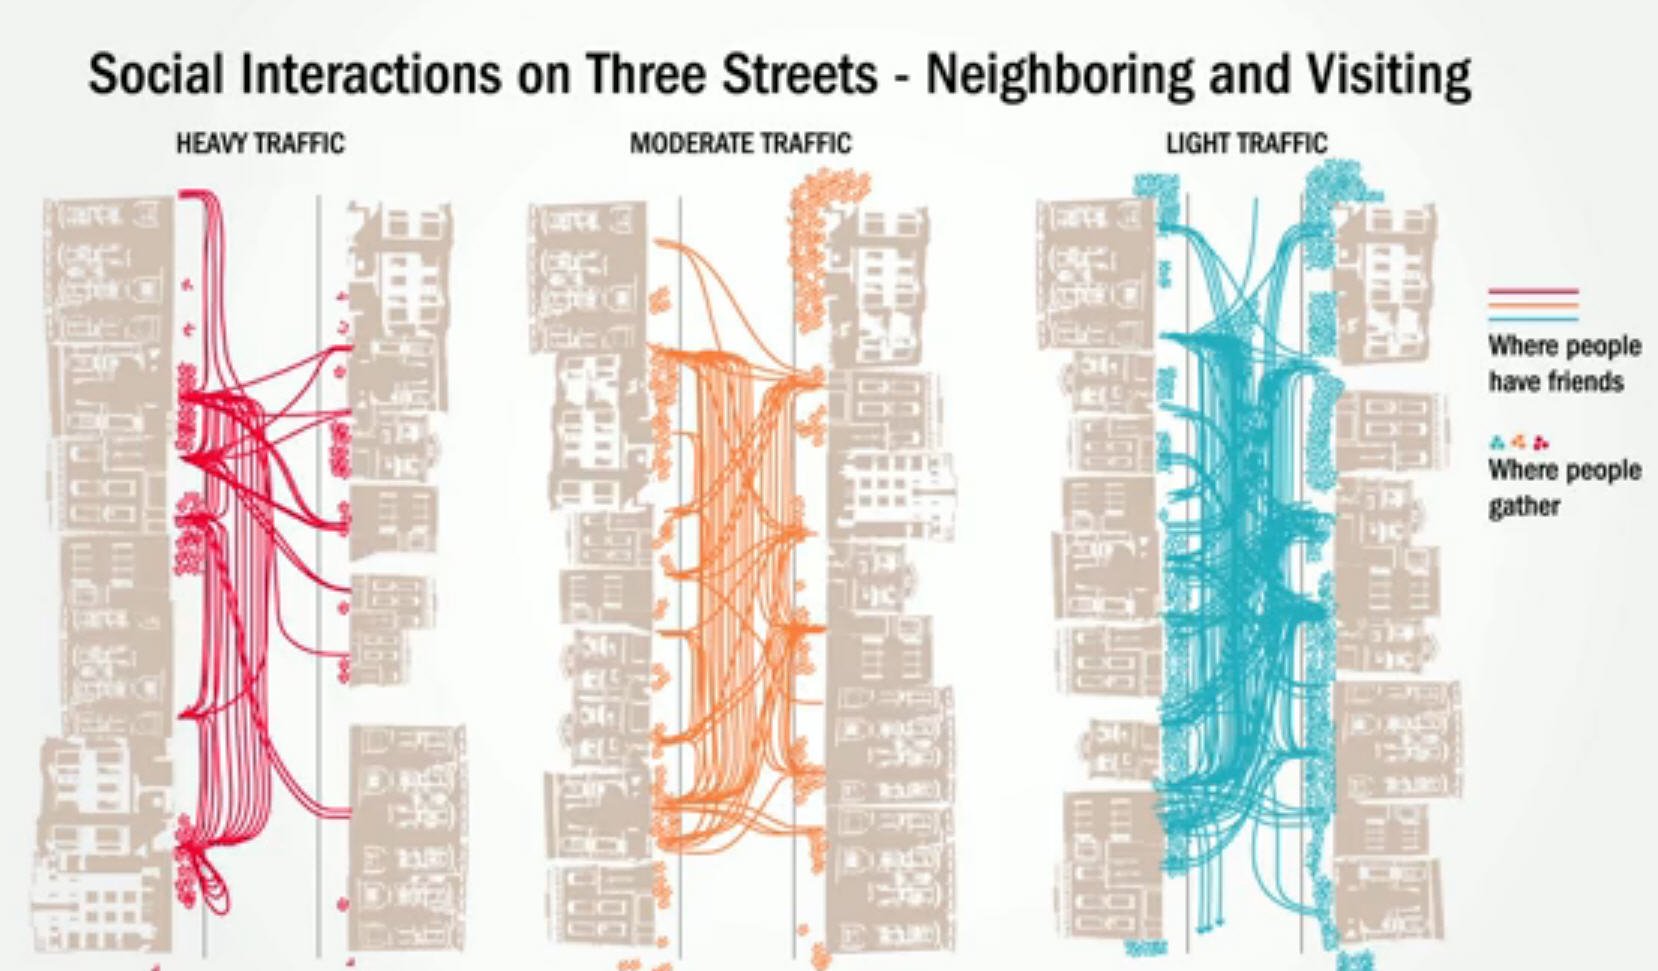 Social Interactions on Three Streets - Neighboring and Visiting
HEAVY TRAFFIC
MODERATE TRAFFIC
LIGHT TRAFFIC
Where people
have friends
Where people
gather